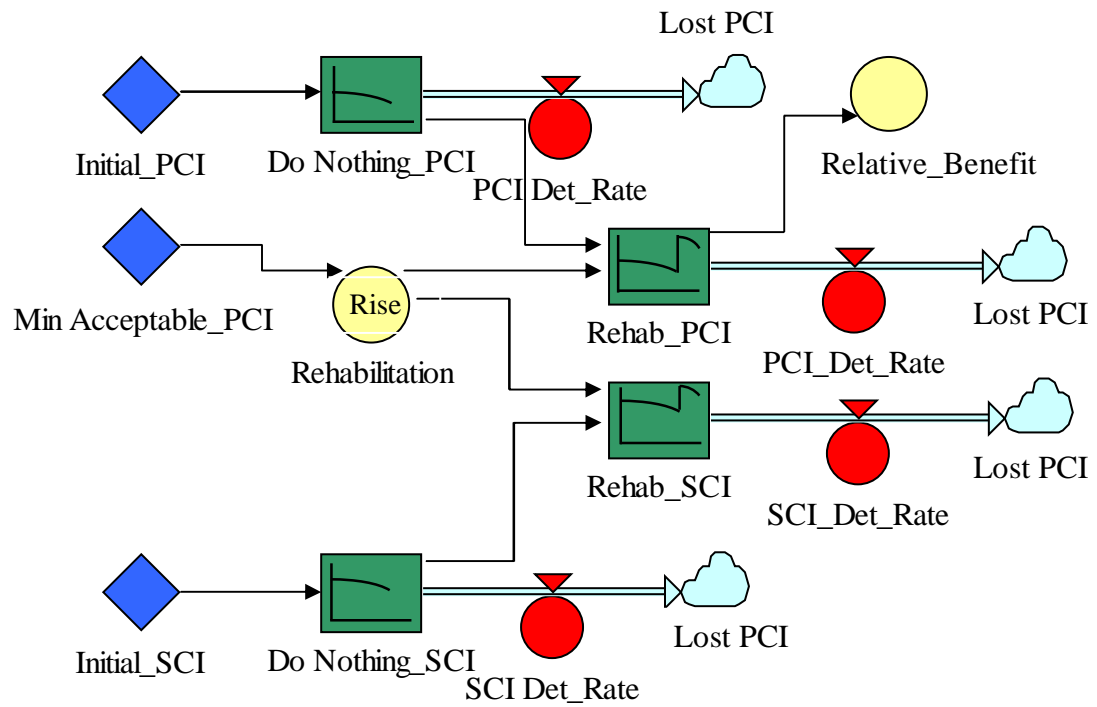 Lost PCI
Initial_PCI
Do Nothing_PCI
PCI Det_Rate
Relative_Benefit
Min Acceptable_PCI
Rise
Rehabilitation
Rehab_PCI
PCI_Det_Rate
Lost PCI
Rehab_SCI
SCI_Det_Rate
Lost PCI
Initial_SCI
Do Nothing_SCI
SCI Det_Rate
Lost PCI